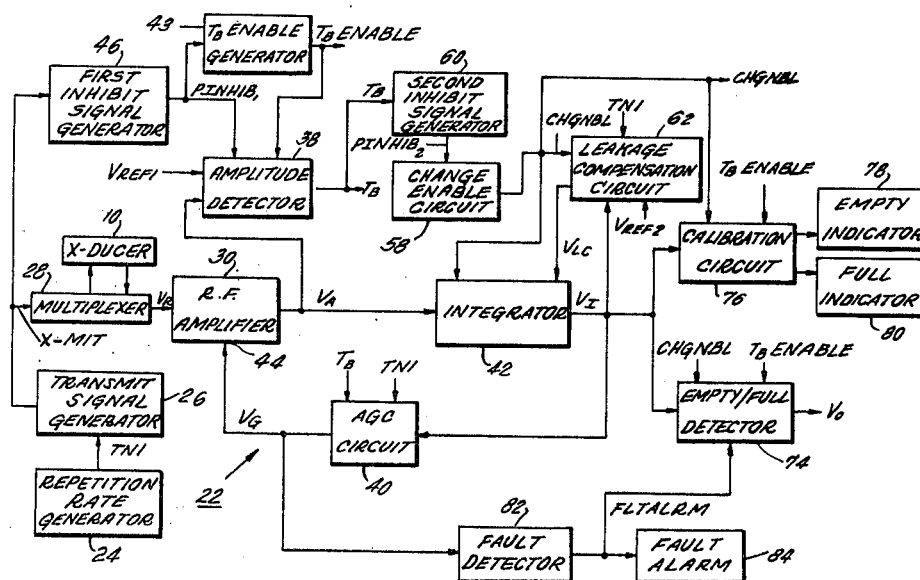 43
46
FIRST
INHIBIT
SIGNAL
GENERATOR
TB ENABLE
GENERATOR
TB ENABLE
PINHIB1
38
VREF1
AMPLITUDE
DETECTOR
TB
TB
60
SECOND
INHIBIT
SIGNAL
GENERATOR
PINHIB2
CHANGE
ENABLE
CIRCUIT
58
CHGNBL
CHGNBL
TN1
62
LEAKAGE
COMPENSATION
CIRCUIT
VREF2
VLC
TB ENABLE
CALIBRATION
CIRCUIT
76
78
EMPTY
INDICATOR
FULL
INDICATOR
80
10
X-DUCER
28
MULTIPLEXER
X-MIT
VR
30
R.F.
AMPLIFIER
44
VA
INTEGRATOR
42
VI
TRANSMIT
SIGNAL
GENERATOR
26
TN1
REPETITION
RATE
GENERATOR
24
VG
22
TB
TN1
AGC
CIRCUIT
40
CHGNBL
TB ENABLE
EMPTY/FULL
DETECTOR
74
VO
FLTALRM
82
FAULT
DETECTOR
FAULT
ALARM
84